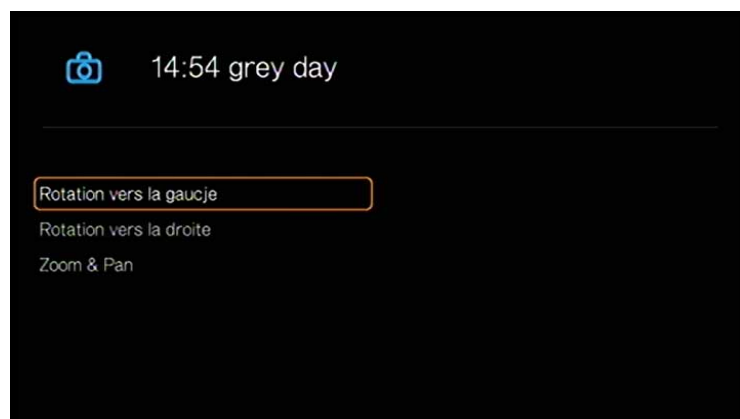 14:54 grey day
Rotation vers la gaucje
Rotation vers la droite
Zoom & Pan